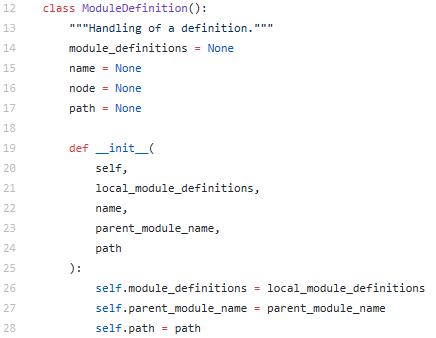 12 class ModuleDefinition():
13     """Handling of a definition."""
14     module_definitions = None
15     name = None
16     node = None
17     path = None
18
19     def __init__(
20         self,
21         local_module_definitions,
22         name,
23         parent_module_name,
24         path
25     ):
26         self.module_definitions = local_module_definitions
27         self.parent_module_name = parent_module_name
28         self.path = path